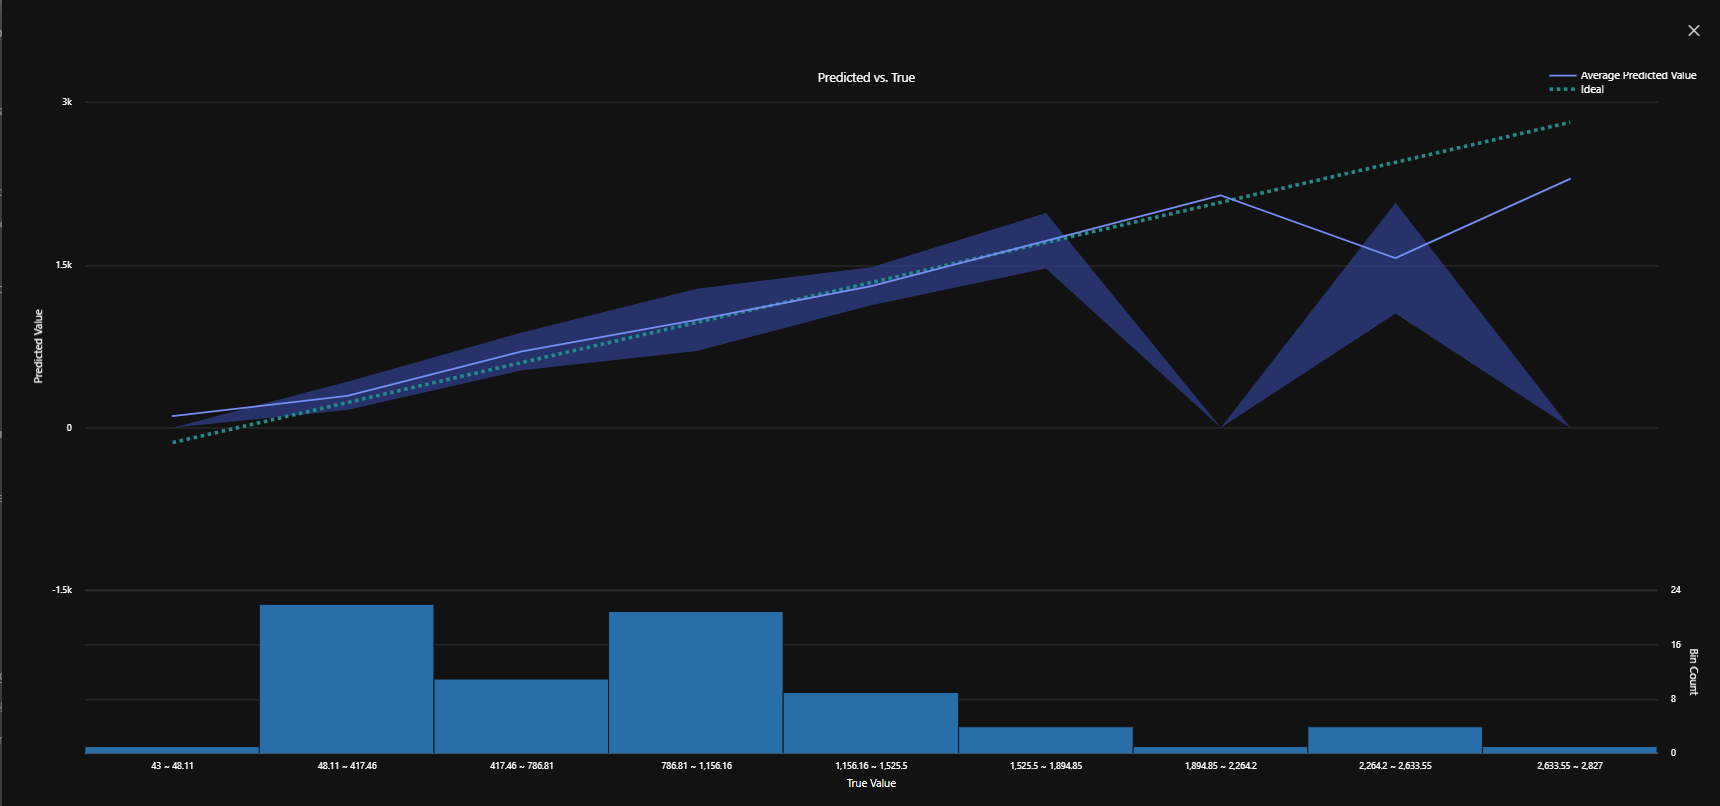 Predicted vs. True
Average Predicted Value
Ideal
3k
1.5k
0
-1.5k
Predicted Value
24
16
8
0
Bin Count
43 ~ 48.11
48.11 ~ 417.46
417.46 ~ 786.81
786.81 ~ 1,156.16
1,156.16 ~ 1,525.5
1,525.5 ~ 1,894.85
1,894.85 ~ 2,264.2
2,264.2 ~ 2,633.55
2,633.55 ~ 2,827
True Value